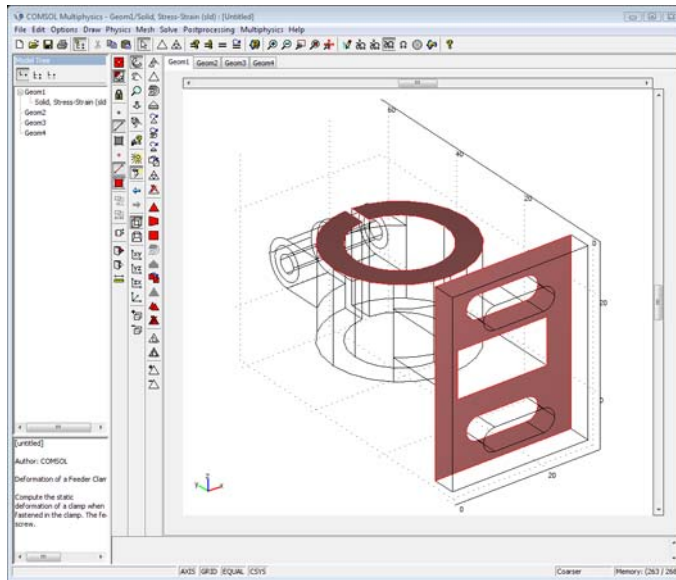 COMSOL Multiphysics - Geom1/Solid, Stress-Strain (sld) : [Untitled]
File Edit Options Draw Physics Mesh Solve Postprocessing Multiphysics Help
Model Tree
Geom1
Solid, Stress-Strain (sld
Geom2
Geom3
Geom4
Geom1 Geom2 Geom3 Geom4
60
40
20
0
20
0
20
0
z
y
x
[untitled]
Author: COMSOL
Deformation of a Feeder Clam
Compute the static
deformation of a clamp when
fastened in the clamp. The fe
screw.
AXIS GRID EQUAL CSYS
Coarser
Memory: (263 / 268